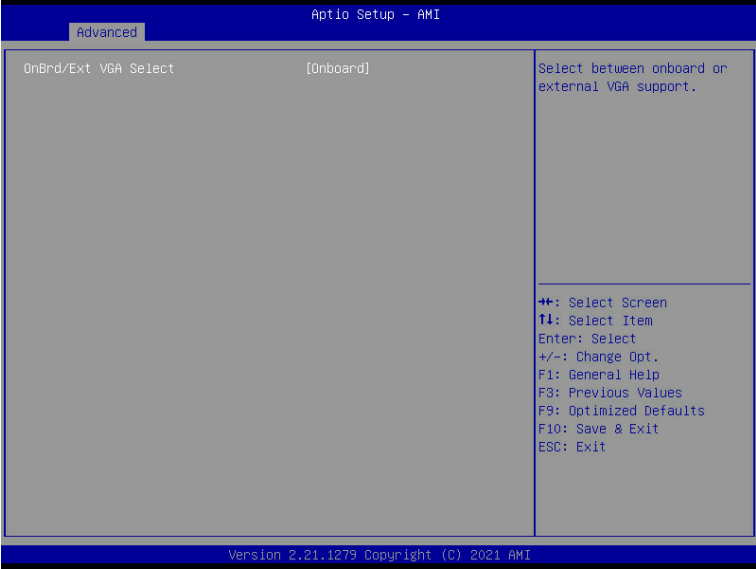 Aptio Setup – AMI
Advanced
OnBrd/Ext VGA Select [Onboard]
Select between onboard or
external VGA support.
→←: Select Screen
↑↓: Select Item
Enter: Select
+/-: Change Opt.
F1: General Help
F3: Previous Values
F9: Optimized Defaults
F10: Save & Exit
ESC: Exit
Version 2.21.1279 Copyright (C) 2021 AMI